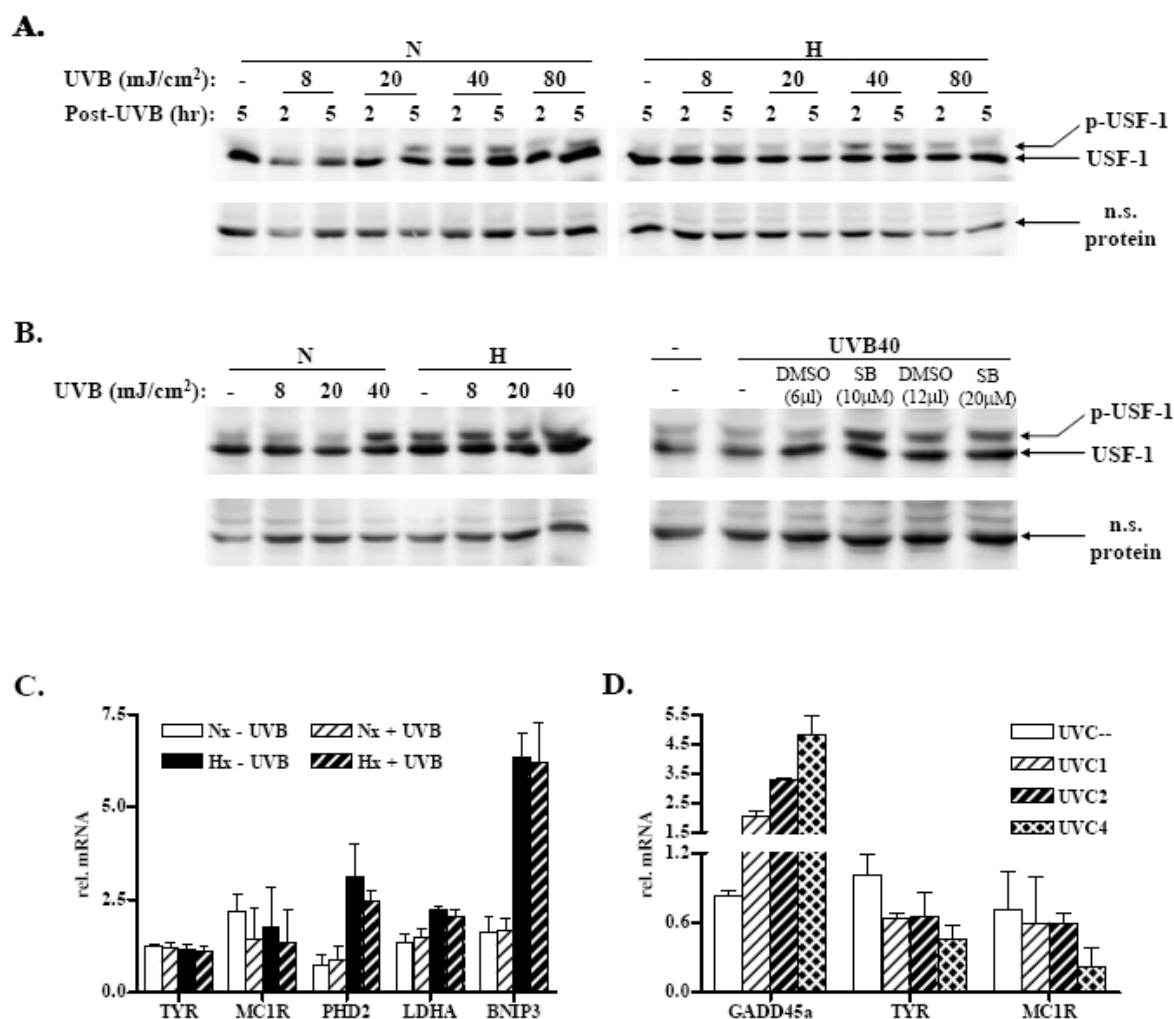 A.
N
H
UVB (mJ/cm²): - 8 20 40 80 - 8 20 40 80
Post-UVB (hr): 5 2 5 2 5 2 5 2 5 5 2 5 2 5 2 5 2 5
p-USF-1
USF-1
n.s.
protein
B.
N
H
UVB (mJ/cm²): - 8 20 40 - 8 20 40
- UVB40
- - DMSO (6µl) SB (10µM) DMSO (12µl) SB (20µM)
p-USF-1
USF-1
n.s.
protein
C.
7.5
5.0
2.5
0.0
rel. mRNA
Nx - UVB
Nx + UVB
Hx - UVB
Hx + UVB
TYR MC1R PHD2 LDHA BNIP3
D.
5.5
4.5
3.5
2.5
1.5
1.2
0.6
0.0
rel. mRNA
UVC--
UVC1
UVC2
UVC4
GADD45a TYR MC1R